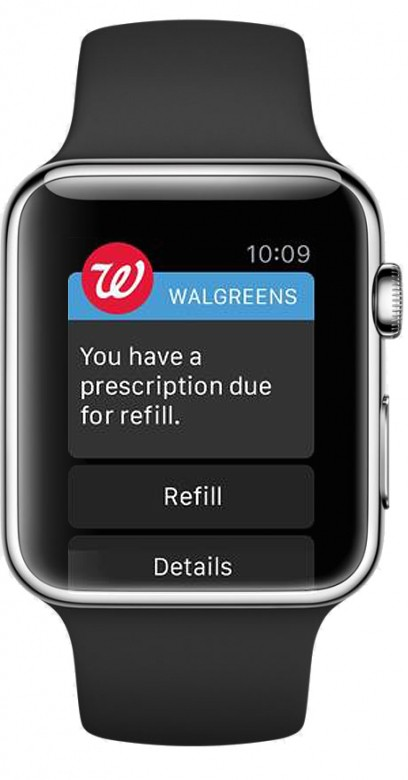 10:09
WALGREENS
You have a
prescription due
for refill.
Refill
Details